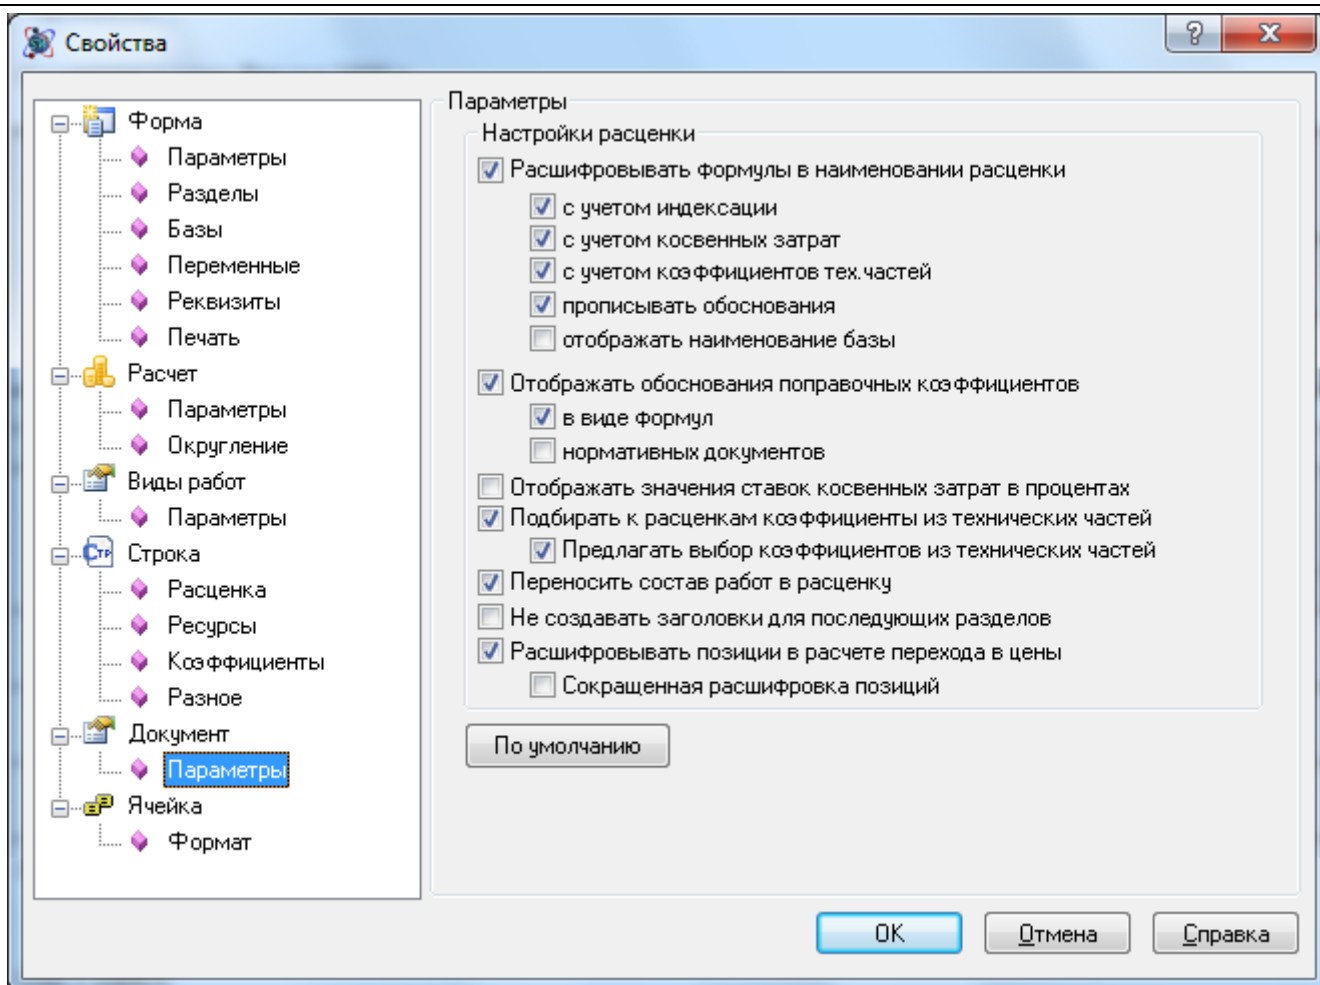 Свойства
Форма
Параметры
Разделы
Базы
Переменные
Реквизиты
Печать
Расчет
Параметры
Округление
Виды работ
Параметры
Строка
Расценка
Ресурсы
Коэффициенты
Разное
Документ
Параметры
Ячейка
Формат
Параметры
Настройки расценки
Расшифровывать формулы в наименовании расценки
с учетом индексации
с учетом косвенных затрат
с учетом коэффициентов тех.частей
прописывать обоснования
отображать наименование базы
Отображать обоснования поправочных коэффициентов
в виде формул
нормативных документов
Отображать значения ставок косвенных затрат в процентах
Подбирать к расценкам коэффициенты из технических частей
Предлагать выбор коэффициентов из технических частей
Переносить состав работ в расценку
Не создавать заголовки для последующих разделов
Расшифровывать позиции в расчете перехода в цены
Сокращенная расшифровка позиций
По умолчанию
OK
Отмена
Справка